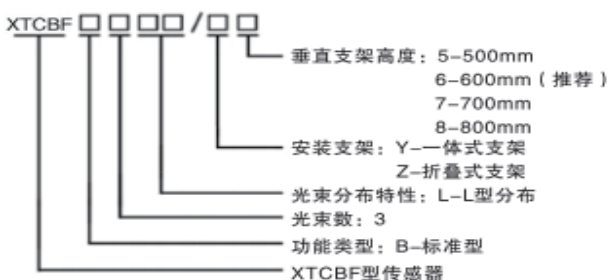 XTCBF□□□□/□□
垂直支架高度：5-500mm
6-600mm（推荐）
7-700mm
8-800mm
安装支架：Y-一体式支架
Z-折叠式支架
光束分布特性：L-L型分布
光束数：3
功能类型：B-标准型
XTCBF型传感器